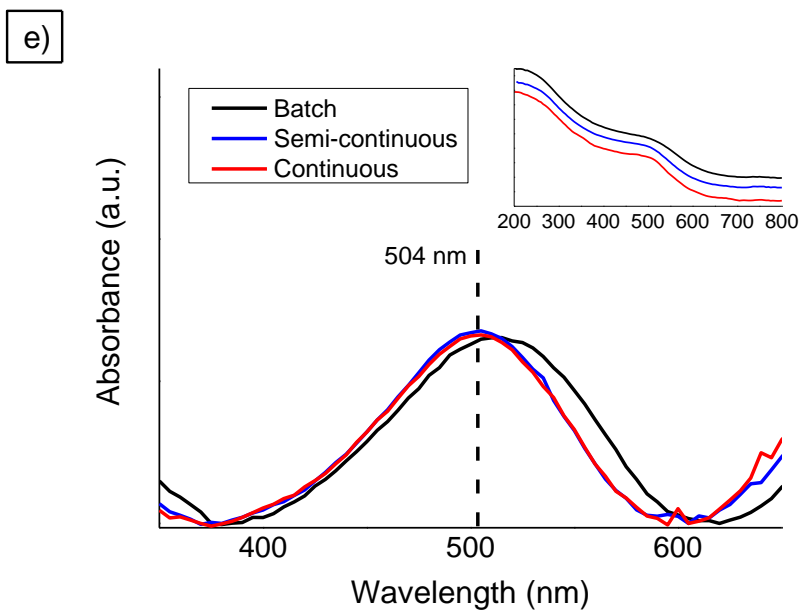 e)
Batch
Semi-continuous
Continuous
200 300 400 500 600 700 800
504 nm
Absorbance (a.u.)
400 500 600
Wavelength (nm)